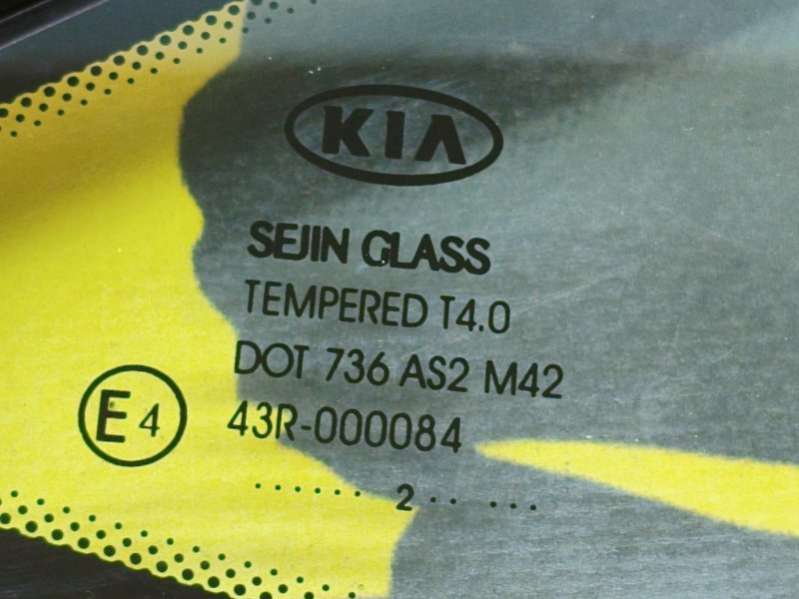 KIA
SEJIN GLASS
TEMPERED T4.0
DOT 736 AS2 M42
E4 43R-000084
...... 2 .. ...